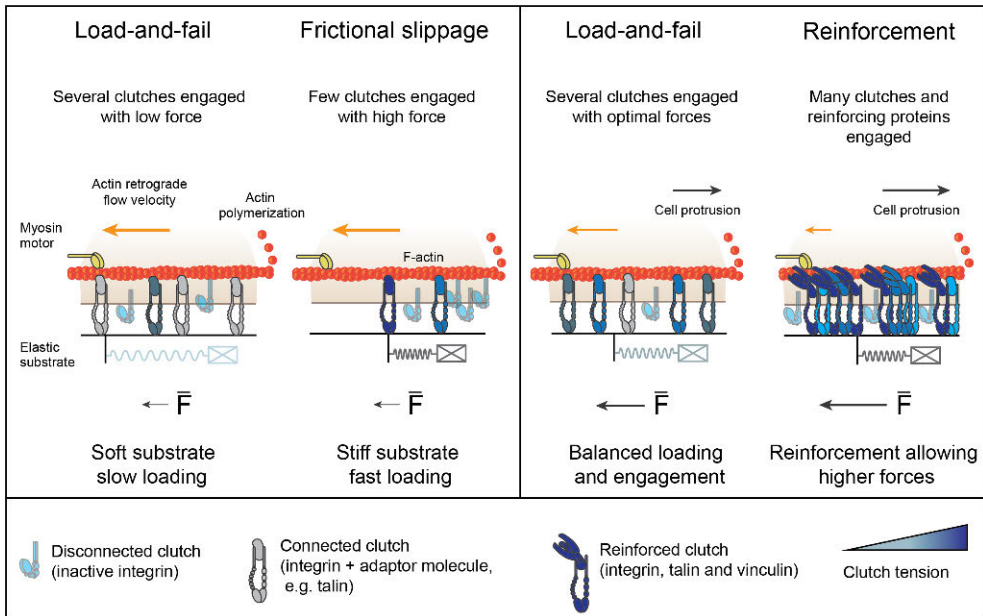 Load-and-fail
Frictional slippage
Load-and-fail
Reinforcement
Several clutches engaged
with low force
Few clutches engaged
with high force
Several clutches engaged
with optimal forces
Many clutches and
reinforcing proteins
engaged
Actin retrograde
flow velocity
Actin
polymerization
Cell protrusion
Cell protrusion
Myosin
motor
F-actin
Elastic
substrate
F̅
F̅
F̅
F̅
Soft substrate
slow loading
Stiff substrate
fast loading
Balanced loading
and engagement
Reinforcement allowing
higher forces
Disconnected clutch
(inactive integrin)
Connected clutch
(integrin + adaptor molecule,
e.g. talin)
Reinforced clutch
(integrin, talin and vinculin)
Clutch tension